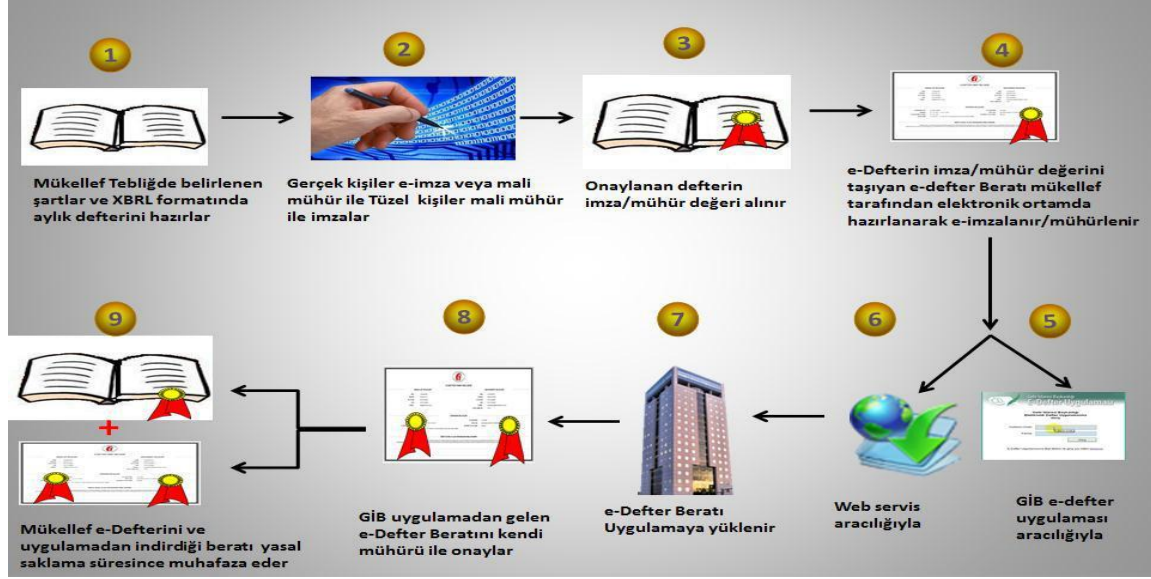 1
2
3
4
Mükellef Tebliğde belirlenen
şartlar ve XBRL formatında
aylık defterini hazırlar
Gerçek kişiler e-imza veya mali
mühür ile Tüzel kişiler mali mühür
ile imzalar
Onaylanan defterin
imza/mühür değeri alınır
e-Defterin imza/mühür değerini
taşıyan e-defter Beratı mükellef
tarafından elektronik ortamda
hazırlanarak e-imzalanır/mühürlenir
5
GİB e-defter
uygulaması
aracılığıyla
6
Web servis
aracılığıyla
7
e-Defter Beratı
Uygulamaya yüklenir
8
GİB uygulamadan gelen
e-Defter Beratını kendi
mühürü ile onaylar
9
+
Mükellef e-Defterini ve
uygulamadan indirdiği beratı yasal
saklama süresince muhafaza eder
e-Defter Uygulaması